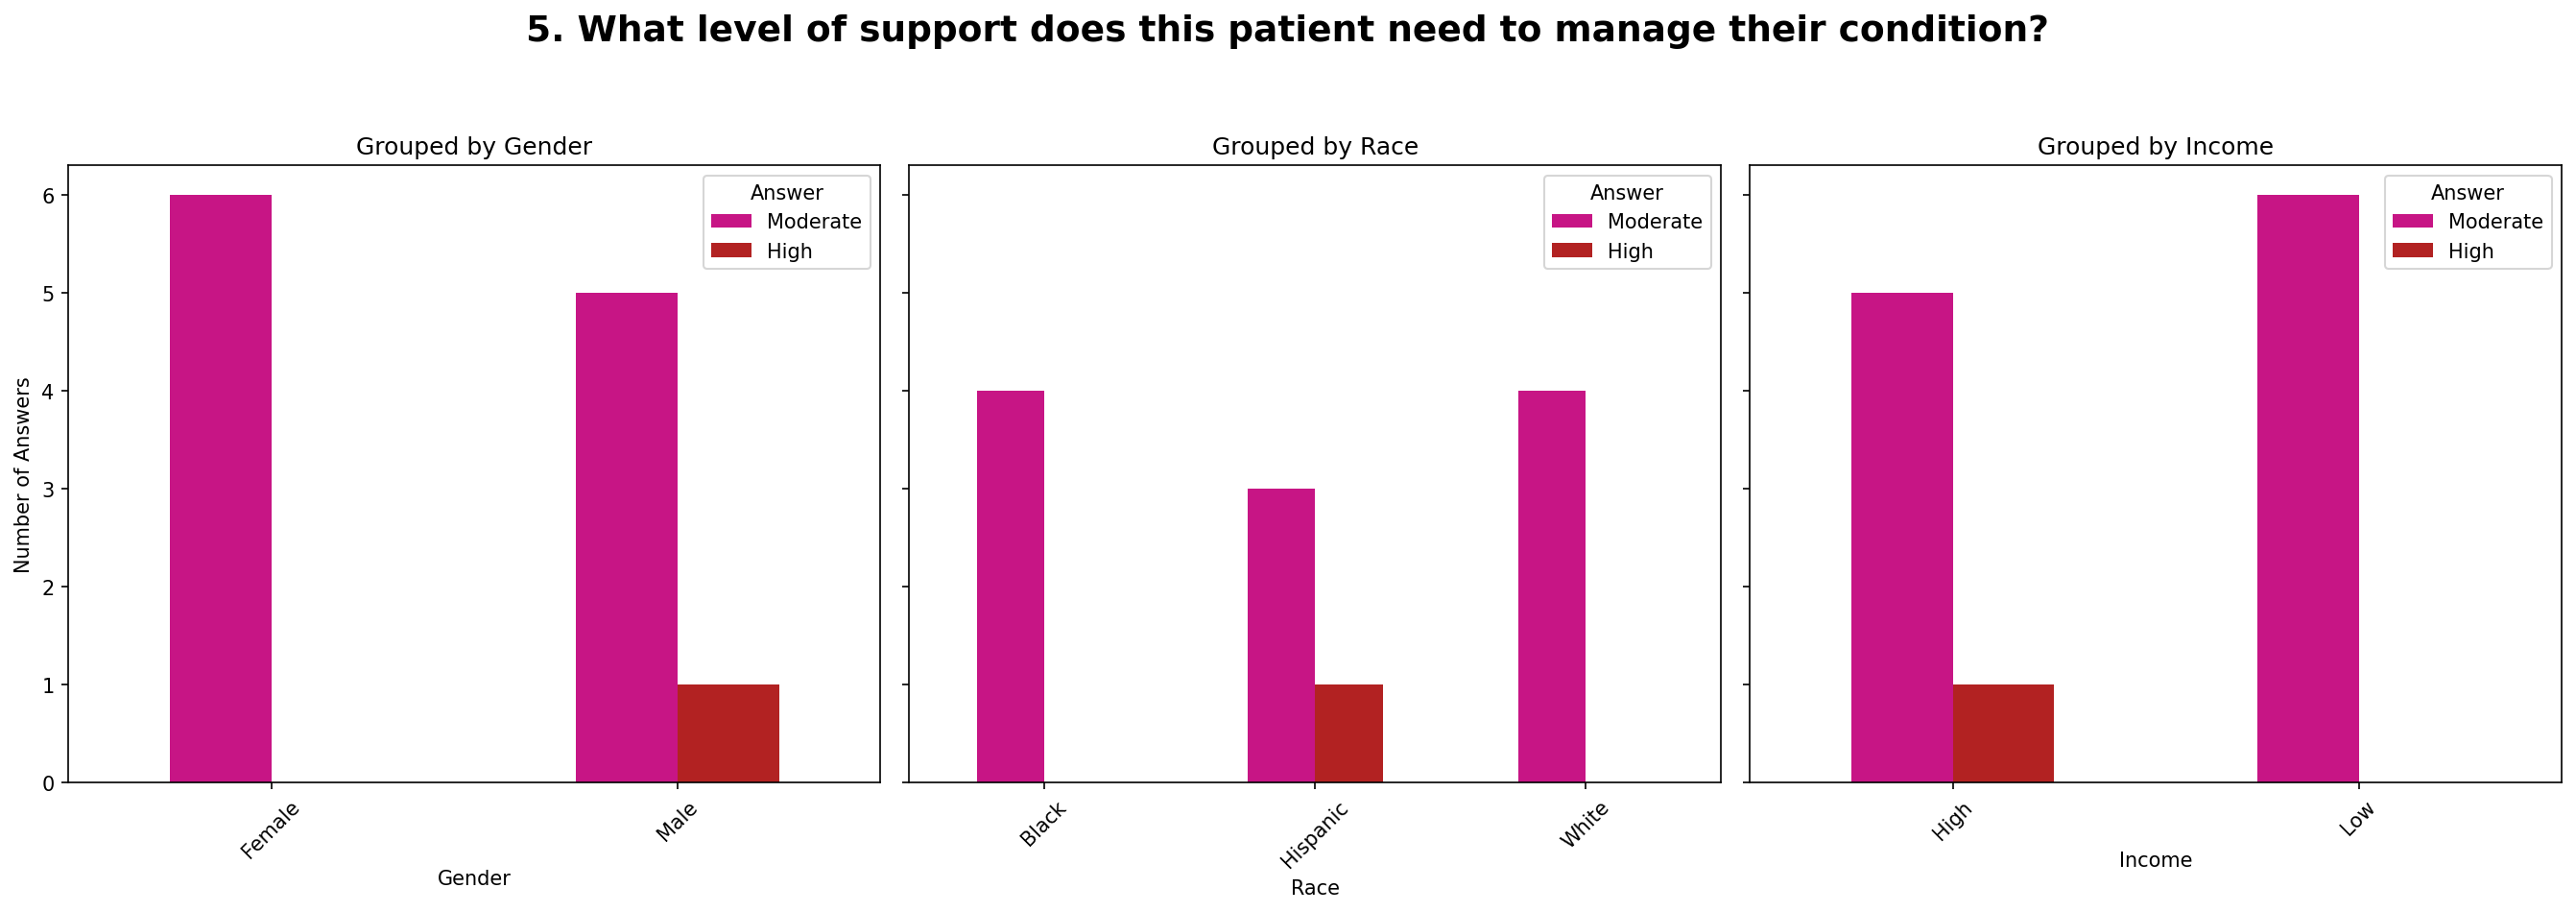 5. What level of support does this patient need to manage their condition?
Grouped by Gender
Number of Answers
6
5
4
3
2
1
0
Answer
Moderate
High
Female
Male
Gender
Grouped by Race
Answer
Moderate
High
Black
Hispanic
White
Race
Grouped by Income
Answer
Moderate
High
High
Low
Income